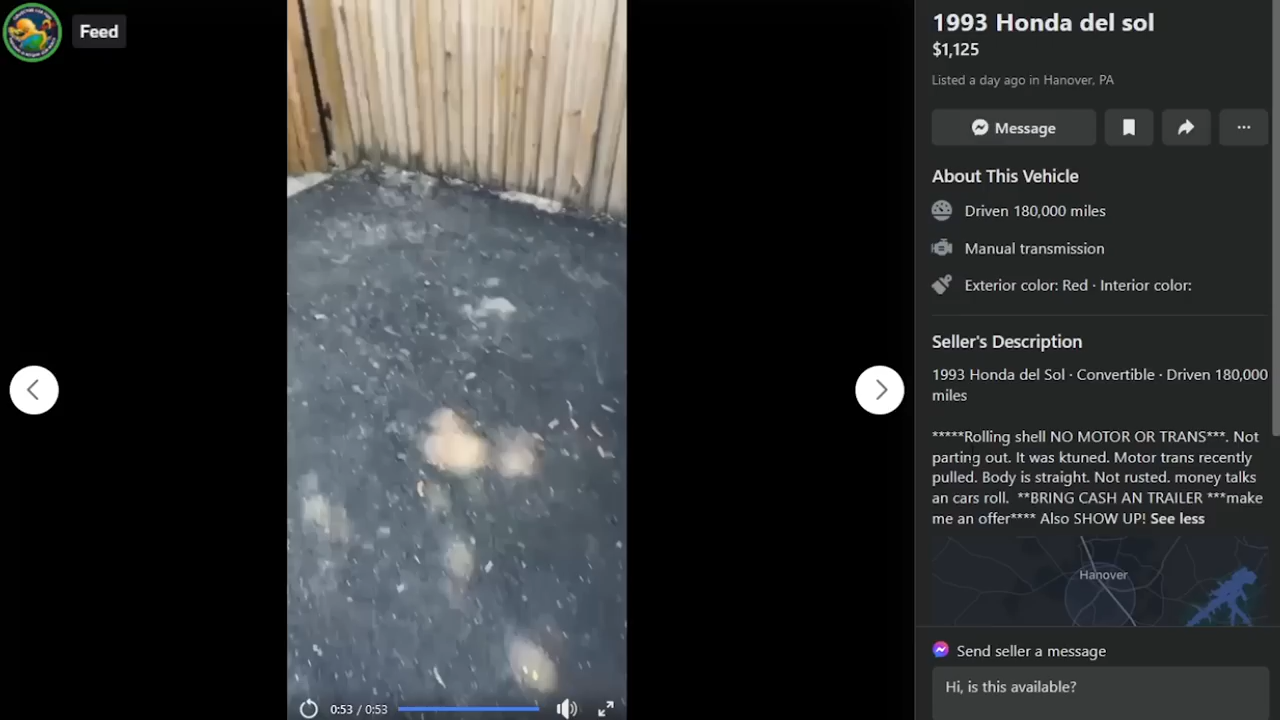 Feed
1993 Honda del sol
$1,125
Listed a day ago in Hanover, PA
Message
About This Vehicle
Driven 180,000 miles
Manual transmission
Exterior color: Red · Interior color:
Seller's Description
1993 Honda del Sol · Convertible · Driven 180,000
miles
*****Rolling shell NO MOTOR OR TRANS***. Not
parting out. It was ktuned. Motor trans recently
pulled. Body is straight. Not rusted. money talks
an cars roll.  **BRING CASH AN TRAILER ***make
me an offer**** Also SHOW UP! See less
Hanover
Send seller a message
Hi, is this available?
0:53 / 0:53